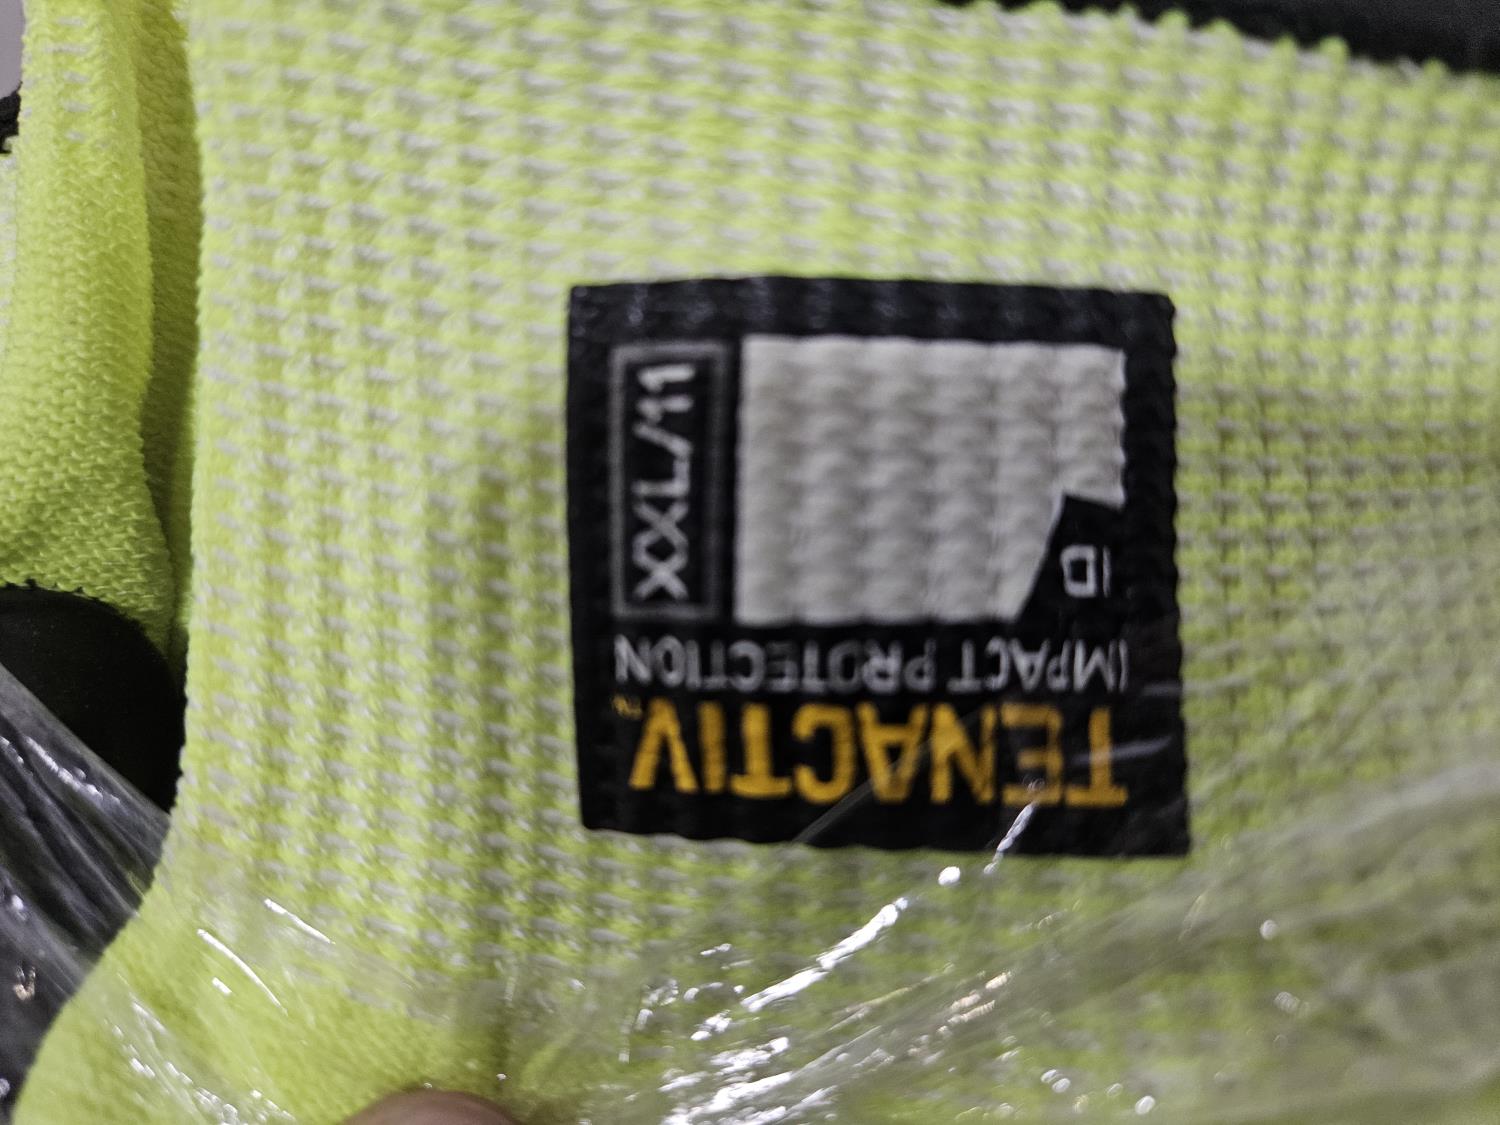 TENACTIV™
IMPACT PROTECTION
ID
XXL/11